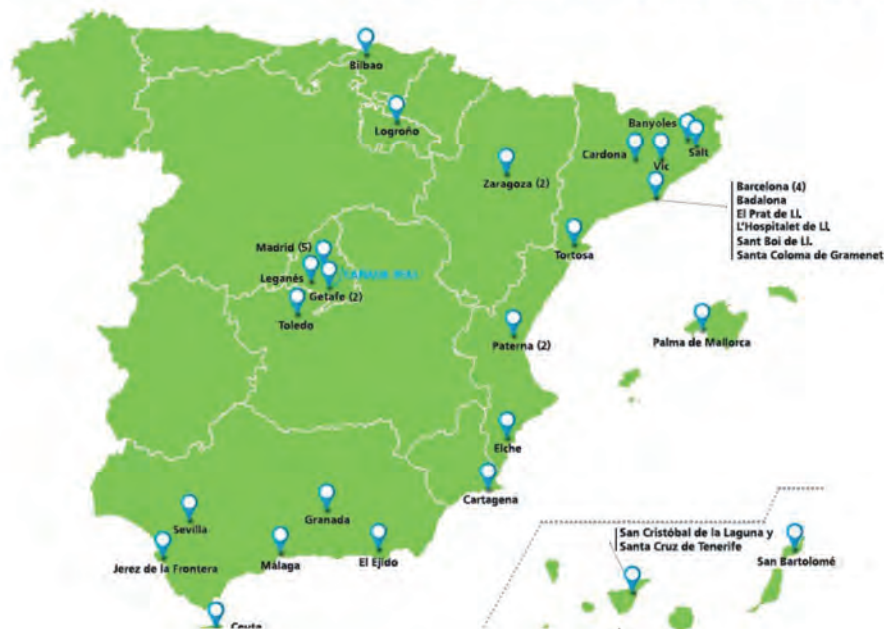 Bilbao
Logroño
Banyoles
Salt
Cardona
Vic
Zaragoza (2)
Barcelona (4)
Badalona
El Prat de Ll.
L'Hospitalet de Ll.
Sant Boi de Ll.
Santa Coloma de Gramenet
Tortosa
Madrid (5)
Leganés
Getafe (2)
Toledo
Paterna (2)
Palma de Mallorca
Elche
Cartagena
Sevilla
Granada
Jerez de la Frontera
Málaga
El Ejido
San Cristóbal de la Laguna y
Santa Cruz de Tenerife
San Bartolomé
Ceuta